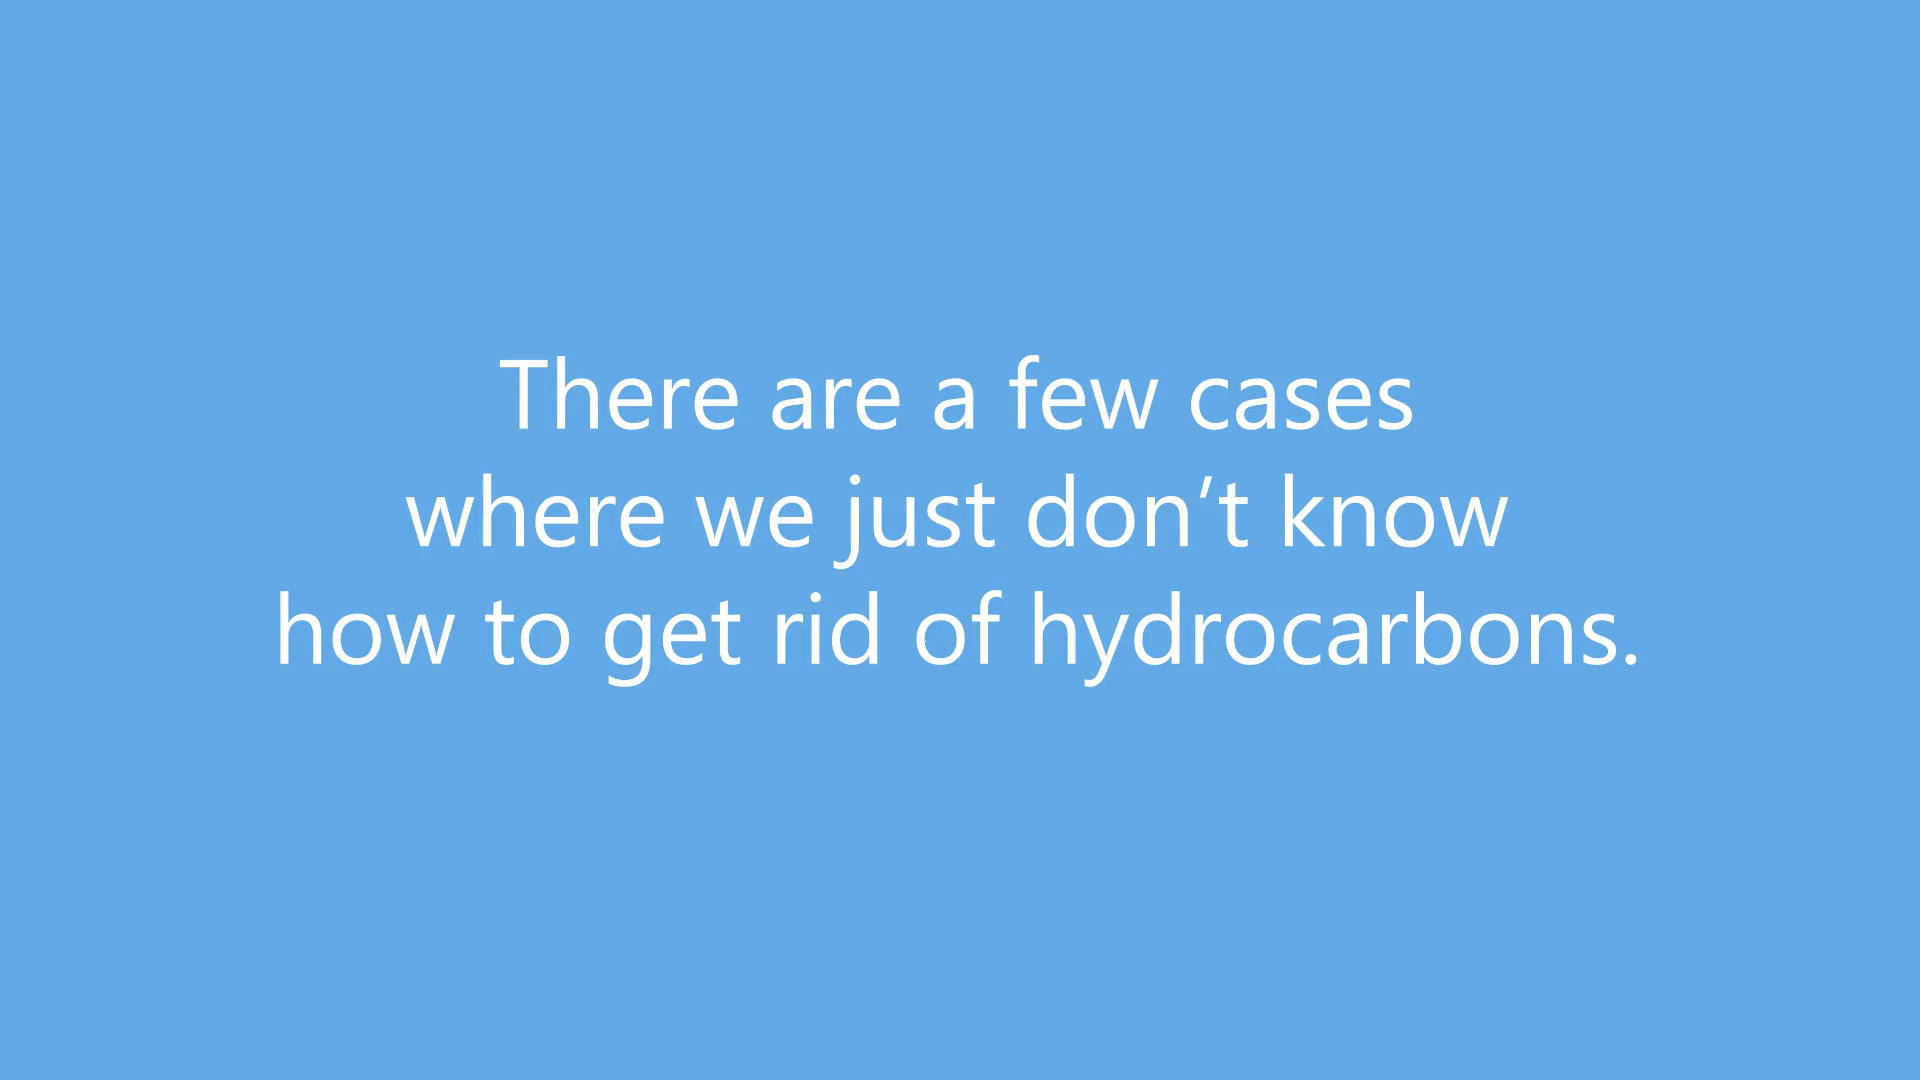 There are a few cases
where we just don’t know
how to get rid of hydrocarbons.